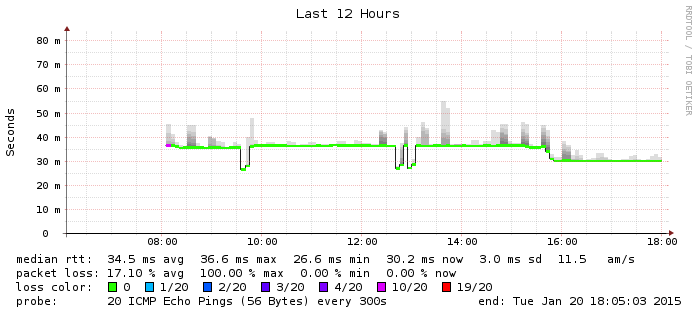 Last 12 Hours
RRDTOOL / TOBI OETIKER
Seconds
80 m
70 m
60 m
50 m
40 m
30 m
20 m
10 m
0
08:00 10:00 12:00 14:00 16:00 18:00
median rtt: 34.5 ms avg 36.6 ms max 26.6 ms min 30.2 ms now 3.0 ms sd 11.5 am/s
packet loss: 17.10 % avg 100.00 % max 0.00 % min 0.00 % now
loss color: 0 1/20 2/20 3/20 4/20 10/20 19/20
probe: 20 ICMP Echo Pings (56 Bytes) every 300s end: Tue Jan 20 18:05:03 2015